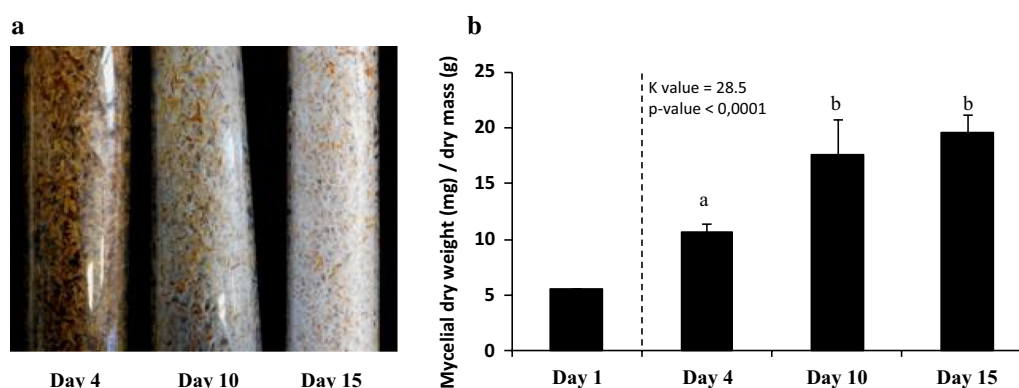 a
b
Day 4 Day 10 Day 15
Mycelial dry weight (mg) / dry mass (g)
25
20
15
10
5
0
K value = 28.5
p-value < 0,0001
a
b
b
Day 1 Day 4 Day 10 Day 15